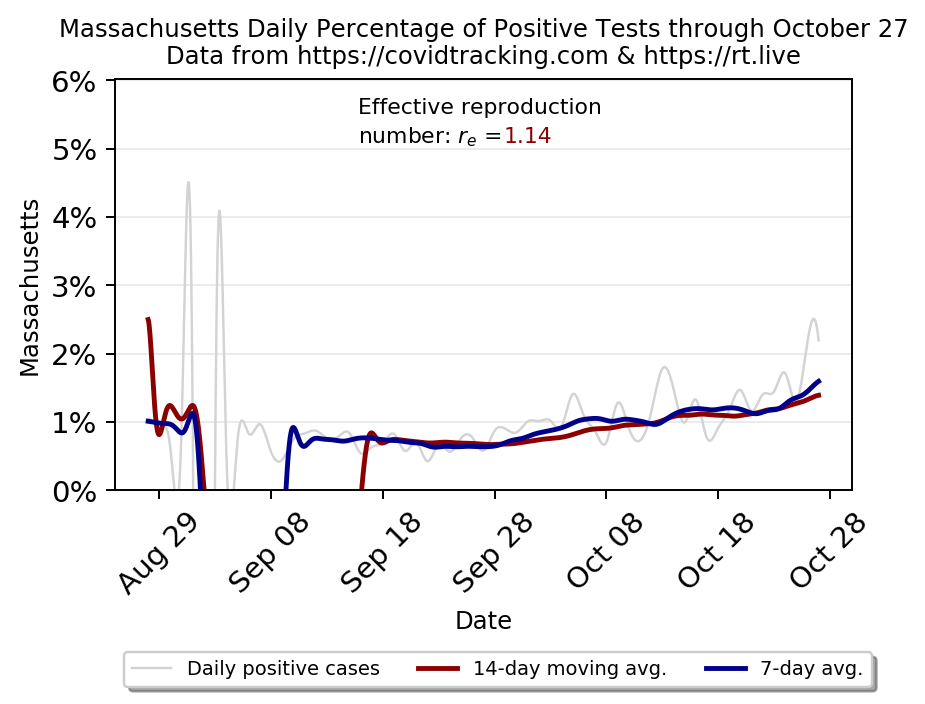 Massachusetts Daily Percentage of Positive Tests through October 27
Data from https://covidtracking.com & https://rt.live
6%
5%
4%
3%
2%
1%
0%
Massachusetts
Effective reproduction
number: rₑ =1.14
Aug 29
Sep 08
Sep 18
Sep 28
Oct 08
Oct 18
Oct 28
Date
Daily positive cases
14-day moving avg.
7-day avg.